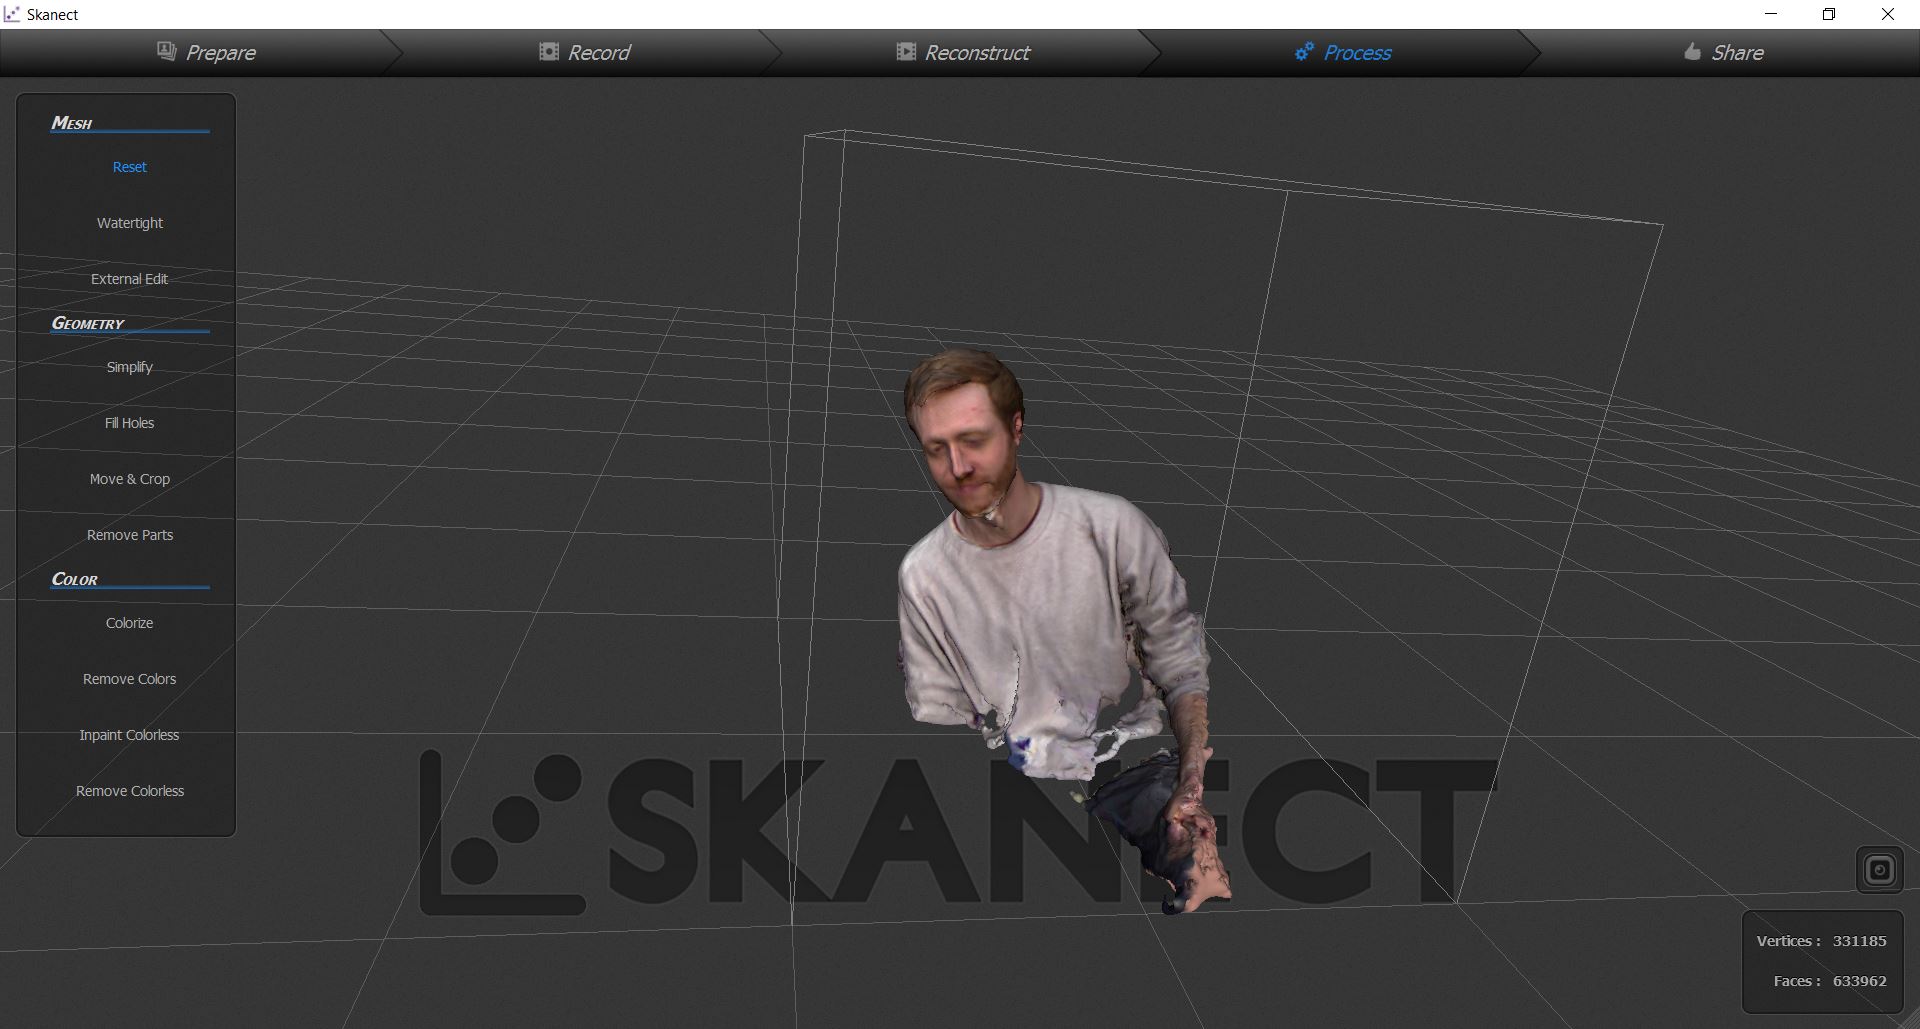 Skanect
Prepare
Record
Reconstruct
Process
Share
MESH
Reset
Watertight
External Edit
GEOMETRY
Simplify
Fill Holes
Move & Crop
Remove Parts
COLOR
Colorize
Remove Colors
Inpaint Colorless
Remove Colorless
SKANECT
Vertices : 331185
Faces : 633962